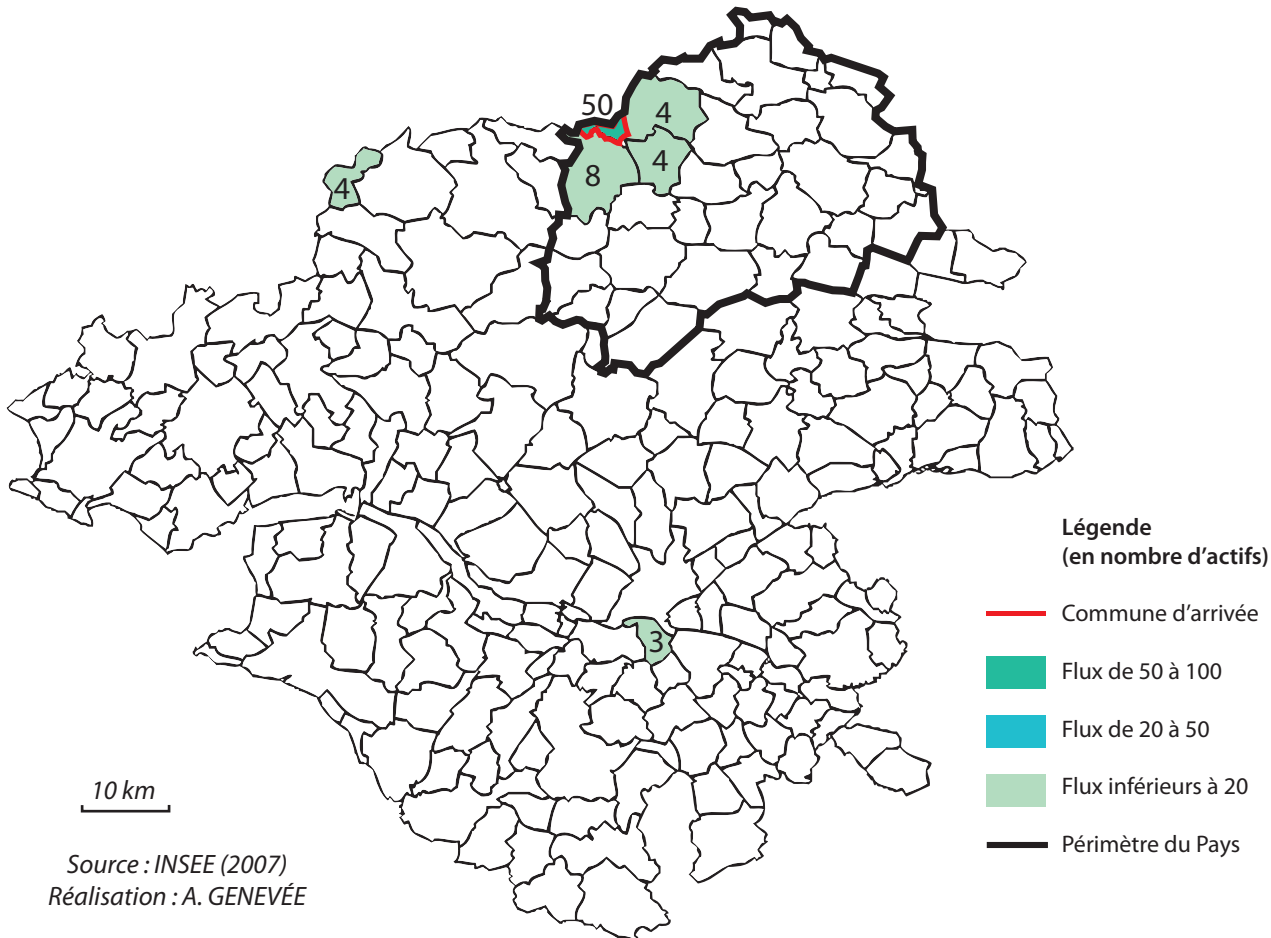 50
4
4
4
8
3
Légende
(en nombre d'actifs)
Commune d'arrivée
Flux de 50 à 100
Flux de 20 à 50
Flux inférieurs à 20
Périmètre du Pays
10 km
Source : INSEE (2007)
Réalisation : A. GENEVÉE